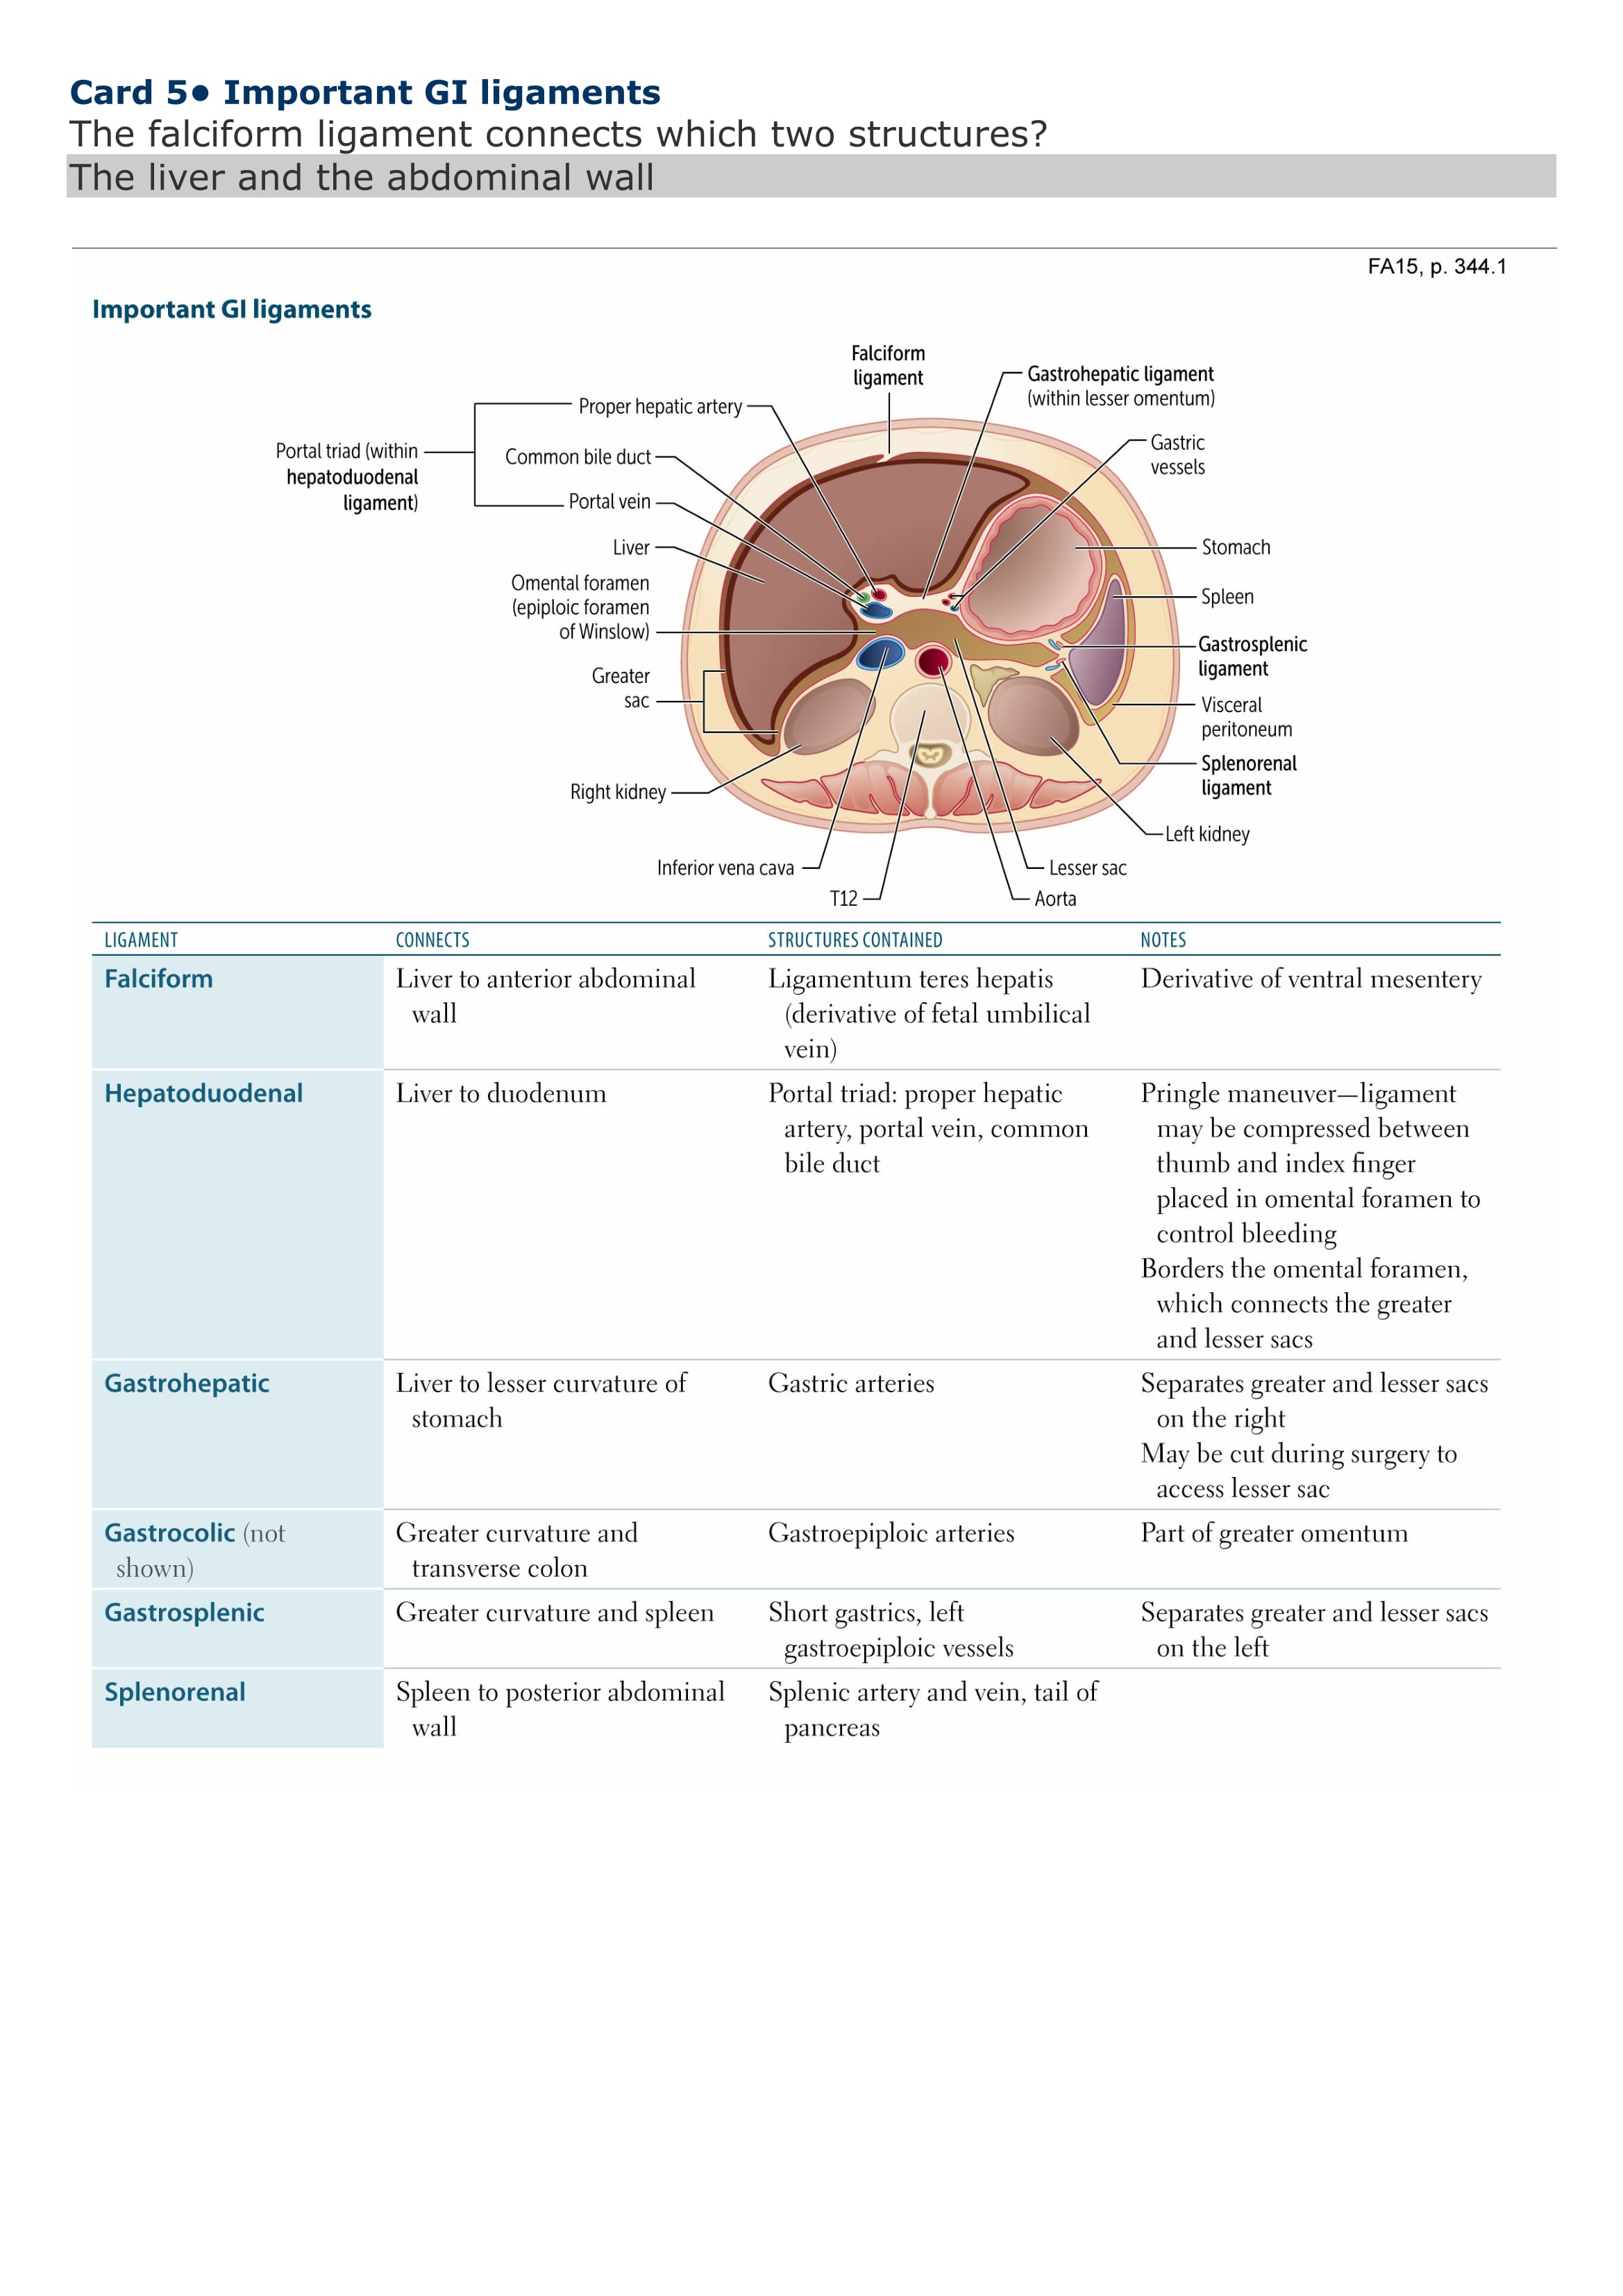 Card 5• Important GI ligaments
The falciform ligament connects which two structures?
The liver and the abdominal wall
FA15, p. 344.1
Important GI ligaments
Falciform
ligament
Gastrohepatic ligament
(within lesser omentum)
Proper hepatic artery
Portal triad (within
hepatoduodenal
ligament)
Common bile duct
Portal vein
Gastric
vessels
Liver
Stomach
Omental foramen
(epiploic foramen
of Winslow)
Spleen
Gastrosplenic
ligament
Greater
sac
Visceral
peritoneum
Splenorenal
ligament
Right kidney
Left kidney
Inferior vena cava
Lesser sac
T12
Aorta
LIGAMENT CONNECTS STRUCTURES CONTAINED NOTES
Falciform Liver to anterior abdominal Ligamentum teres hepatis Derivative of ventral mesentery
wall (derivative of fetal umbilical
vein)
Hepatoduodenal Liver to duodenum Portal triad: proper hepatic Pringle maneuver—ligament
artery, portal vein, common may be compressed between
bile duct thumb and index finger
placed in omental foramen to
control bleeding
Borders the omental foramen,
which connects the greater
and lesser sacs
Gastrohepatic Liver to lesser curvature of Gastric arteries Separates greater and lesser sacs
stomach on the right
May be cut during surgery to
access lesser sac
Gastrocolic (not Greater curvature and Gastroepiploic arteries Part of greater omentum
shown) transverse colon
Gastrosplenic Greater curvature and spleen Short gastrics, left Separates greater and lesser sacs
gastroepiploic vessels on the left
Splenorenal Spleen to posterior abdominal Splenic artery and vein, tail of
wall pancreas